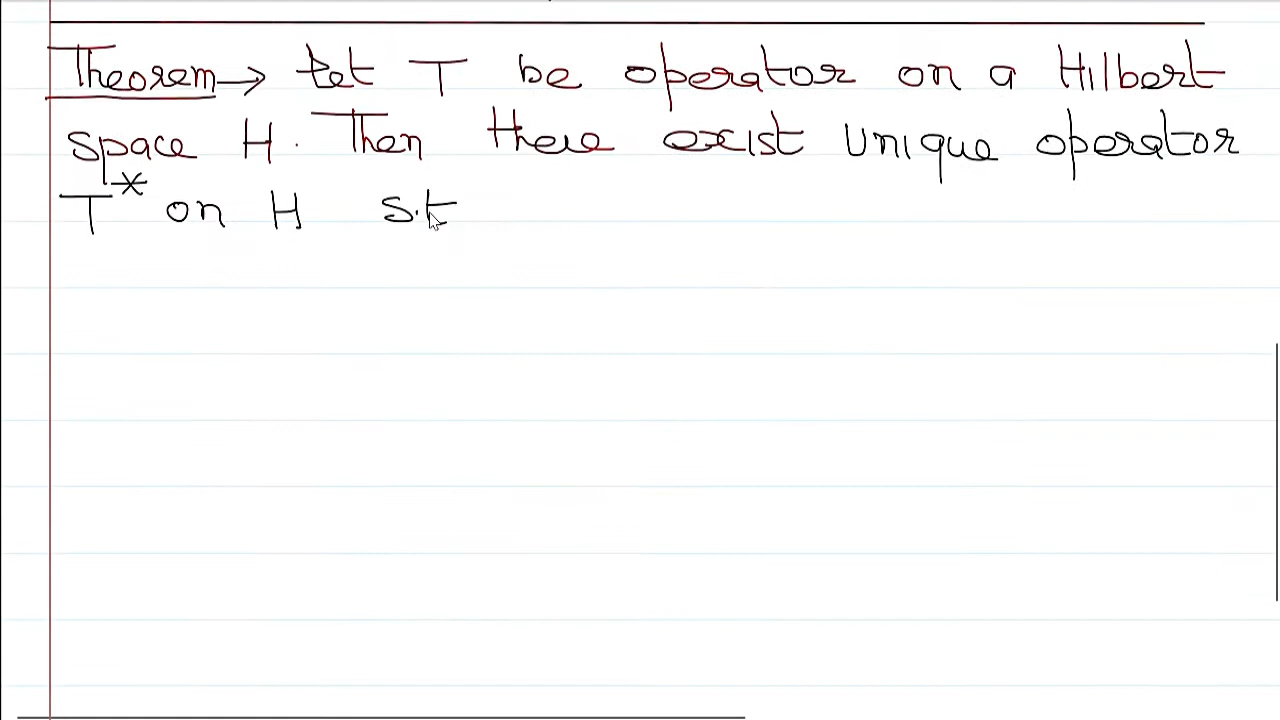 Theorem → Let T be operator on a Hilbert
space H. Then there exist unique operator
T* on H s.t